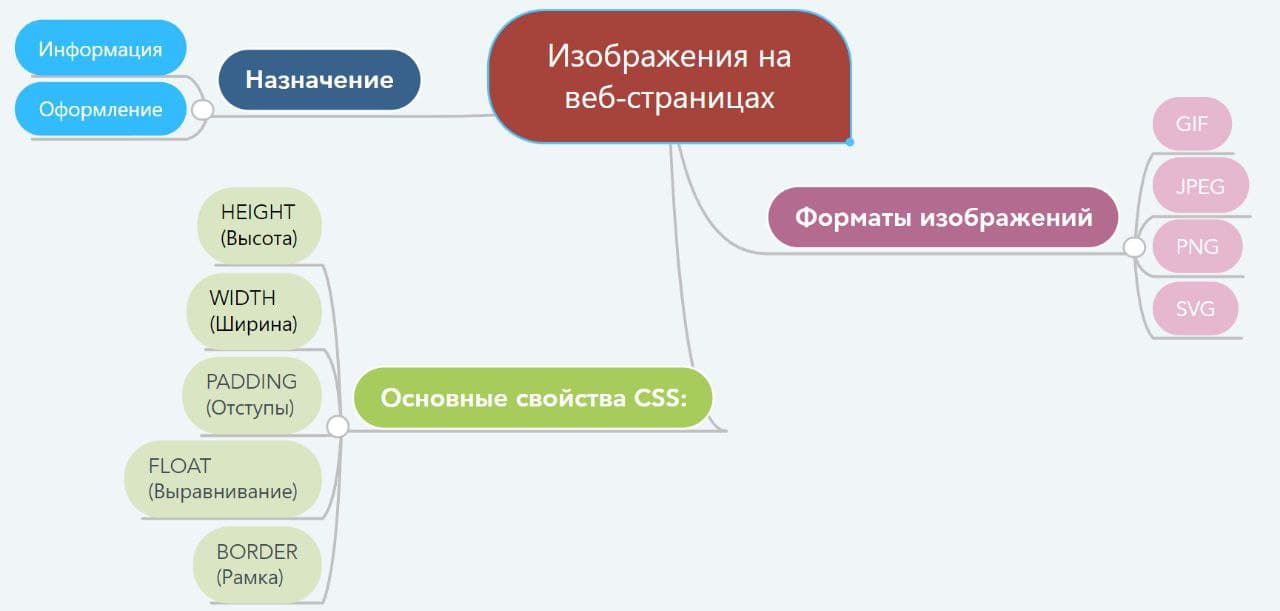 Изображения на
веб-страницах
Назначение
Информация
Оформление
Форматы изображений
GIF
JPEG
PNG
SVG
Основные свойства CSS:
HEIGHT
(Высота)
WIDTH
(Ширина)
PADDING
(Отступы)
FLOAT
(Выравнивание)
BORDER
(Рамка)